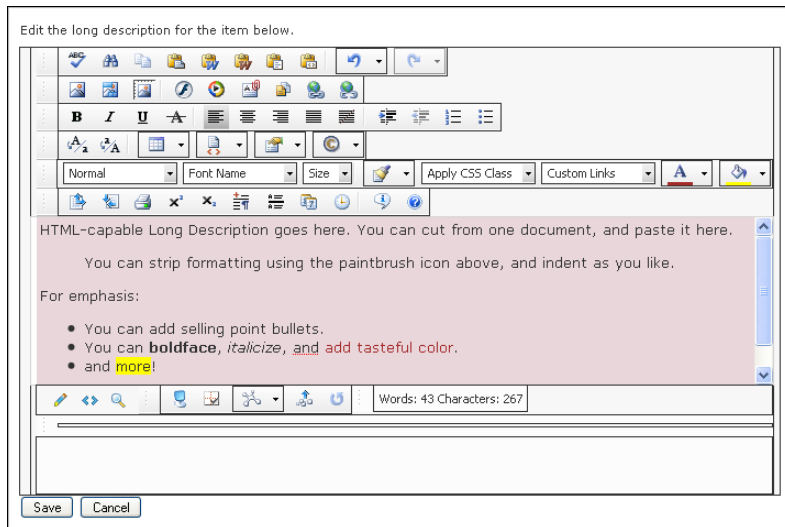 Edit the long description for the item below.
ABC
B I U A
Normal Font Name Size Apply CSS Class Custom Links A
HTML-capable Long Description goes here. You can cut from one document, and paste it here.
You can strip formatting using the paintbrush icon above, and indent as you like.
For emphasis:
• You can add selling point bullets.
• You can boldface, italicize, and add tasteful color.
• and more!
Words: 43 Characters: 267
Save Cancel